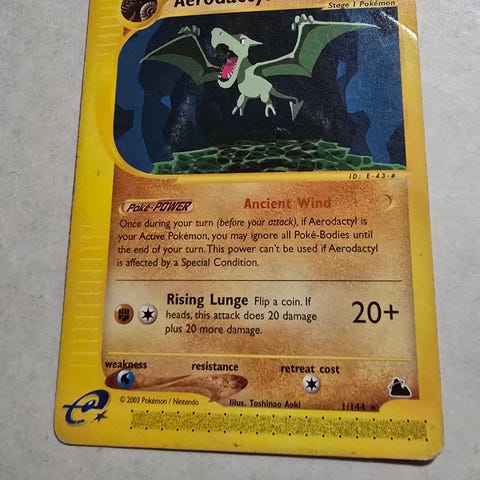 Aerodactyl
Stage 1 Pokémon
ID: E-43-#
Poké-POWER Ancient Wind
Once during your turn (before your attack), if Aerodactyl is
your Active Pokémon, you may ignore all Poké-Bodies until
the end of your turn. This power can't be used if Aerodactyl
is affected by a Special Condition.
Rising Lunge Flip a coin. If
heads, this attack does 20 damage
plus 20 more damage.
20+
weakness resistance retreat cost
© 2003 Pokémon / Nintendo Illus. Toshinao Aoki 1/144 ★
e